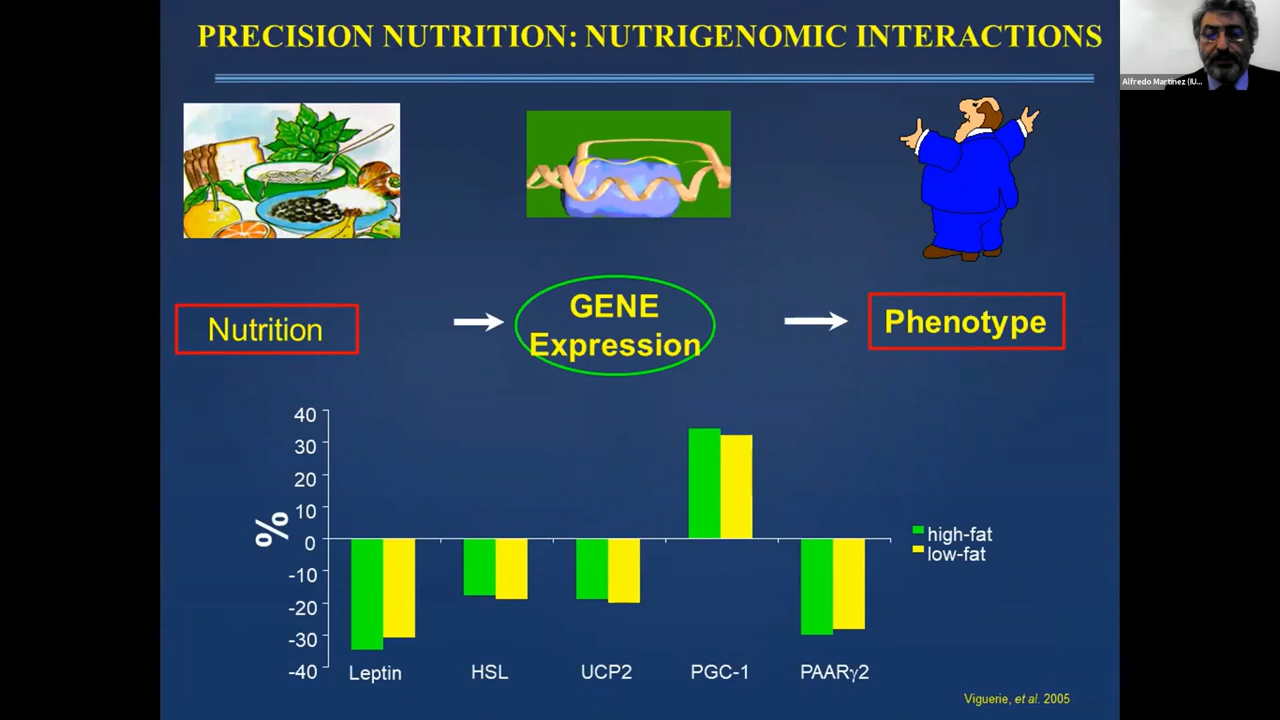 PRECISION NUTRITION: NUTRIGENOMIC INTERACTIONS
Alfredo Martínez (IU...
Nutrition
GENE
Expression
Phenotype
40
30
20
10
0
-10
-20
-30
-40
%
high-fat
low-fat
Leptin HSL UCP2 PGC-1 PAARγ2
Viguerie, et al. 2005